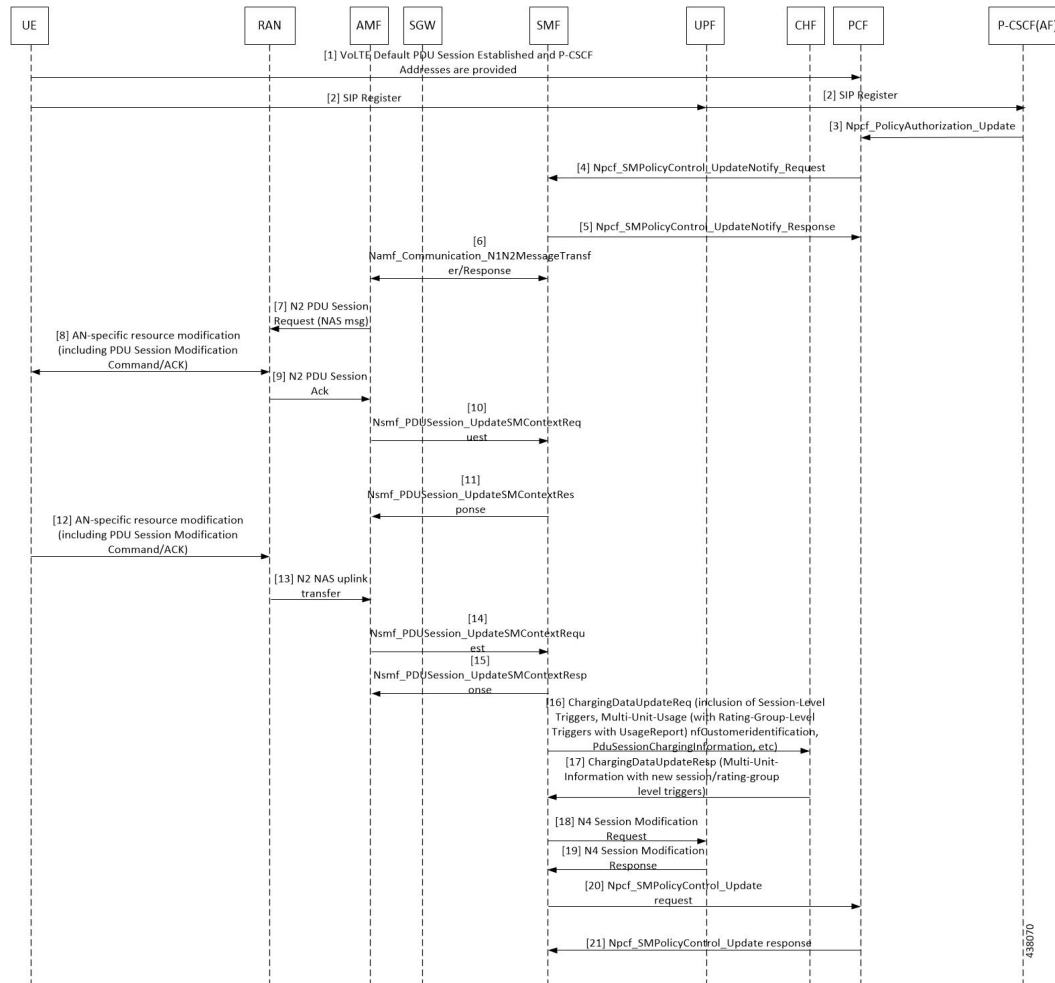 UE
RAN
AMF
SGW
SMF
UPF
CHF
PCF
P-CSCF(AF)
[1] VoLTE Default PDU Session Established and P-CSCF
Addresses are provided
[2] SIP Register
[2] SIP Register
[3] Npcf_PolicyAuthorization_Update
[4] Npcf_SMPolicyControl_UpdateNotify_Request
[5] Npcf_SMPolicyControl_UpdateNotify_Response
[6]
Namf_Communication_N1N2MessageTransf
er/Response
[7] N2 PDU Session
Request (NAS msg)
[8] AN-specific resource modification
(including PDU Session Modification
Command/ACK)
[9] N2 PDU Session
Ack
[10]
Nsmf_PDUSession_UpdateSMContextReq
uest
[11]
Nsmf_PDUSession_UpdateSMContextRes
ponse
[12] AN-specific resource modification
(including PDU Session Modification
Command/ACK)
[13] N2 NAS uplink
transfer
[14]
Nsmf_PDUSession_UpdateSMContextRequ
est
[15]
Nsmf_PDUSession_UpdateSMContextResp
onse
[16] ChargingDataUpdateReq (inclusion of Session-Level
Triggers, Multi-Unit-Usage (with Rating-Group-Level
Triggers with UsageReport) nfCustomeridentification,
PduSessionChargingInformation, etc)
[17] ChargingDataUpdateResp (Multi-Unit-
Information with new session/rating-group
level triggers)
[18] N4 Session Modification
Request
[19] N4 Session Modification
Response
[20] Npcf_SMPolicyControl_Update
request
[21] Npcf_SMPolicyControl_Update response
438070